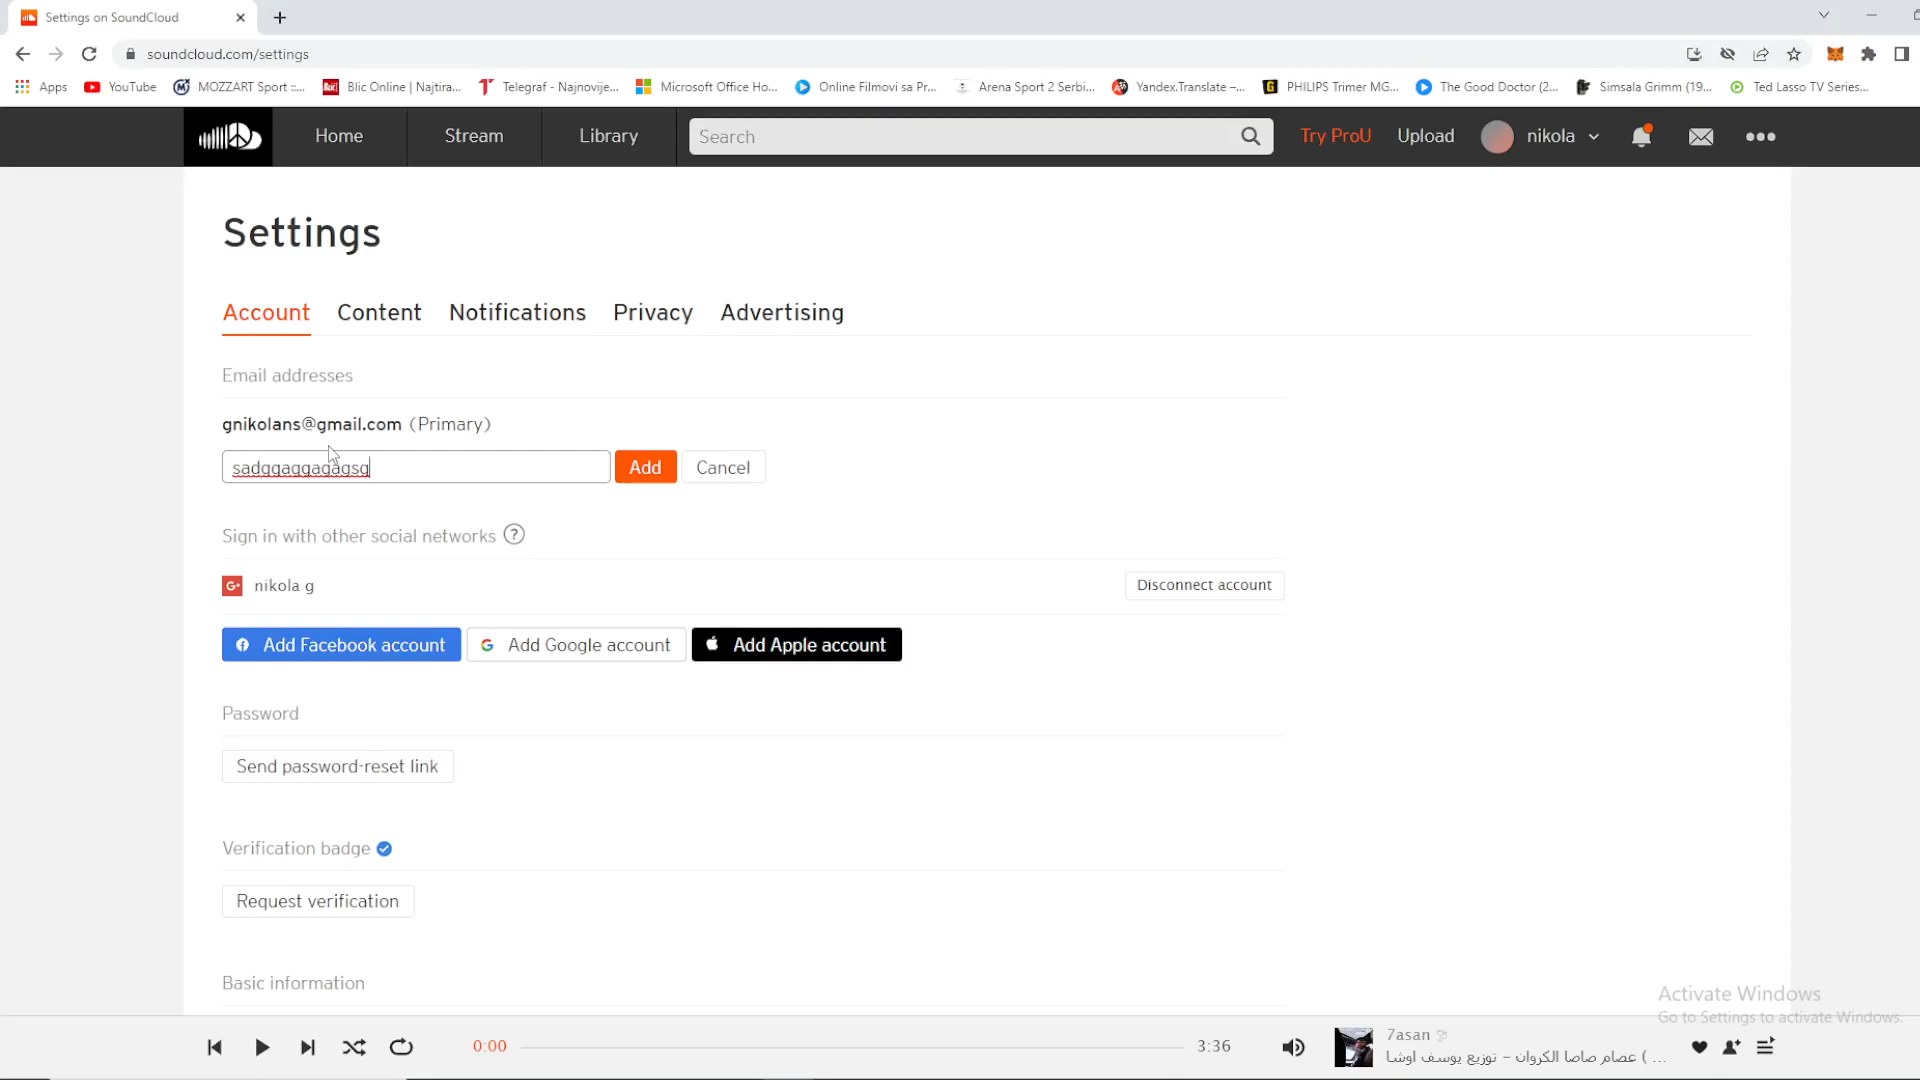 Settings on SoundCloud
soundcloud.com/settings
Apps YouTube MOZZART Sport ::... Blic Online | Najtira... Telegraf - Najnovije... Microsoft Office Ho... Online Filmovi sa Pr... Arena Sport 2 Serbi... Yandex.Translate –... PHILIPS Trimer MG... The Good Doctor (2... Simsala Grimm (19... Ted Lasso TV Series...
Home Stream Library Search Try ProU Upload nikola
Settings
Account Content Notifications Privacy Advertising
Email addresses
gnikolans@gmail.com (Primary)
sadggaggagagsg Add Cancel
Sign in with other social networks ?
G+ nikola g Disconnect account
Add Facebook account Add Google account Add Apple account
Password
Send password-reset link
Verification badge
Request verification
Basic information
Activate Windows
Go to Settings to activate Windows.
0:00 3:36
7asan
عصام صاصا الكروان – توزيع يوسف اوشا ( ...